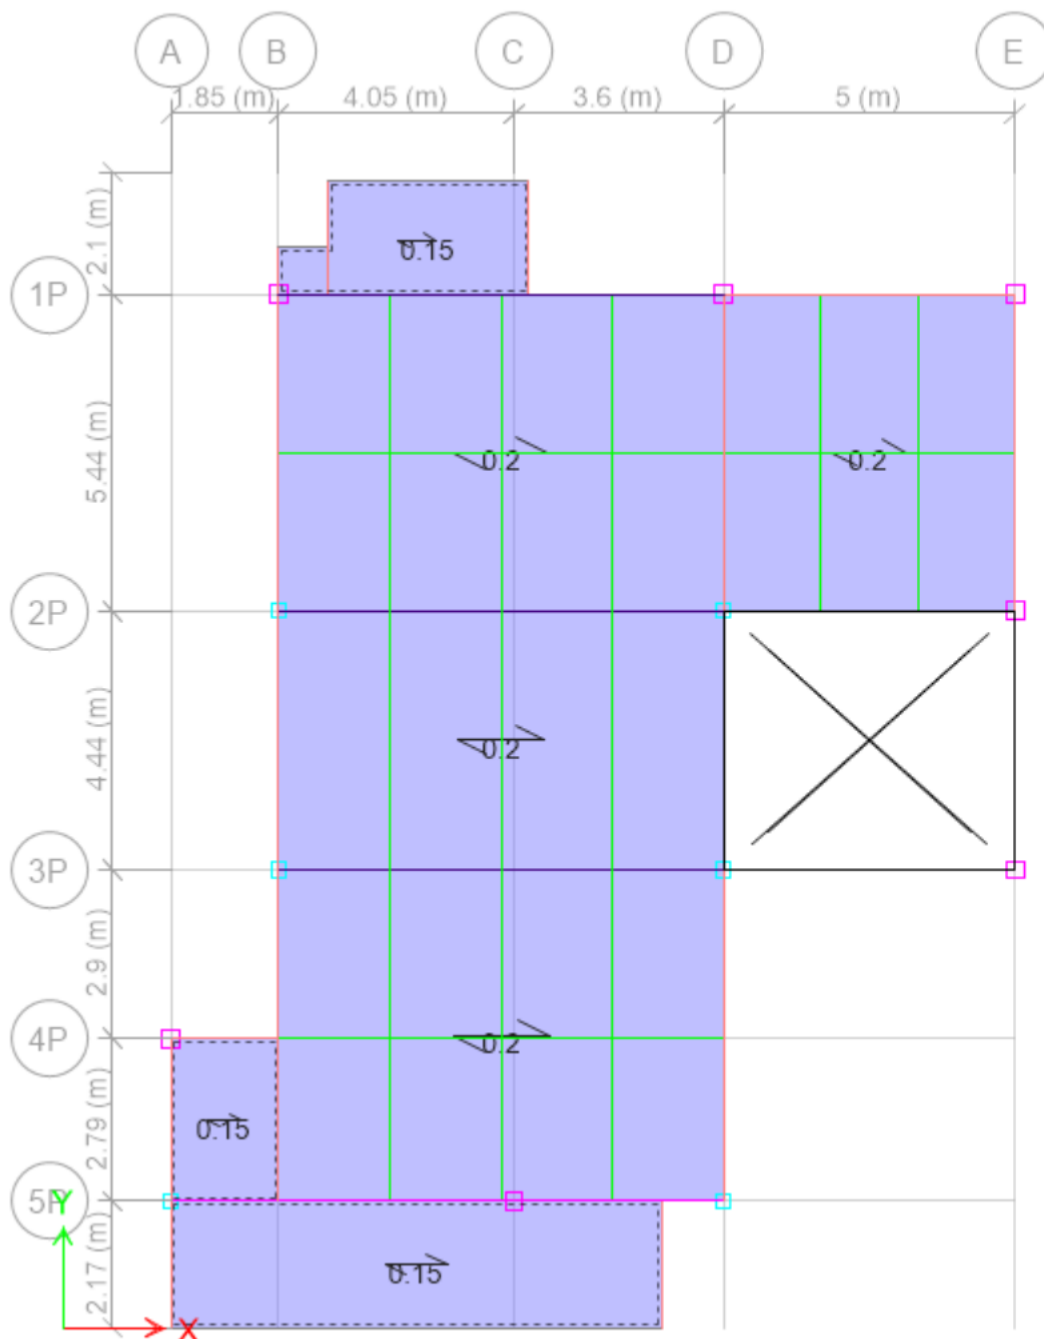 A B C D E
1.85 (m) 4.05 (m) 3.6 (m) 5 (m)
2.1 (m)
0.15
1P
5.44 (m)
0.2 0.2
2P
4.44 (m)
0.2
3P
2.9 (m)
4P
0.2
2.79 (m)
0.15
5P
Y
2.17 (m)
0.15
X